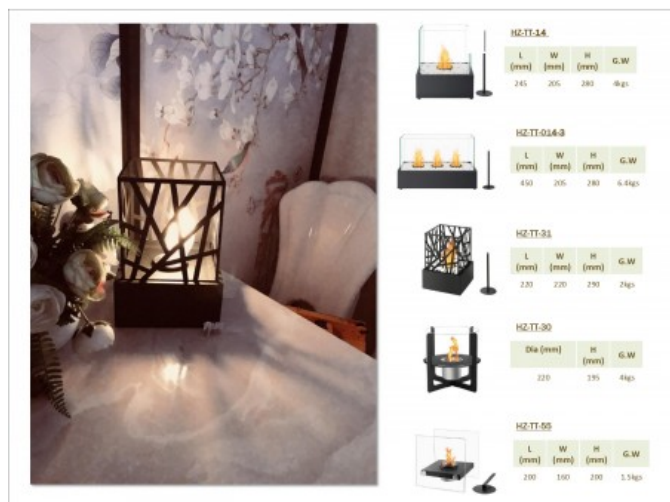 HZ-TT-14
L (mm) W (mm) H (mm) G.W
245 205 280 4kgs
HZ-TT-014-3
L (mm) W (mm) H (mm) G.W
450 205 280 6.4kgs
HZ-TT-31
L (mm) W (mm) H (mm) G.W
220 220 290 2kgs
HZ-TT-30
Dia (mm) H (mm) G.W
220 195 4kgs
HZ-TT-55
L (mm) W (mm) H (mm) G.W
200 160 200 1.5kgs